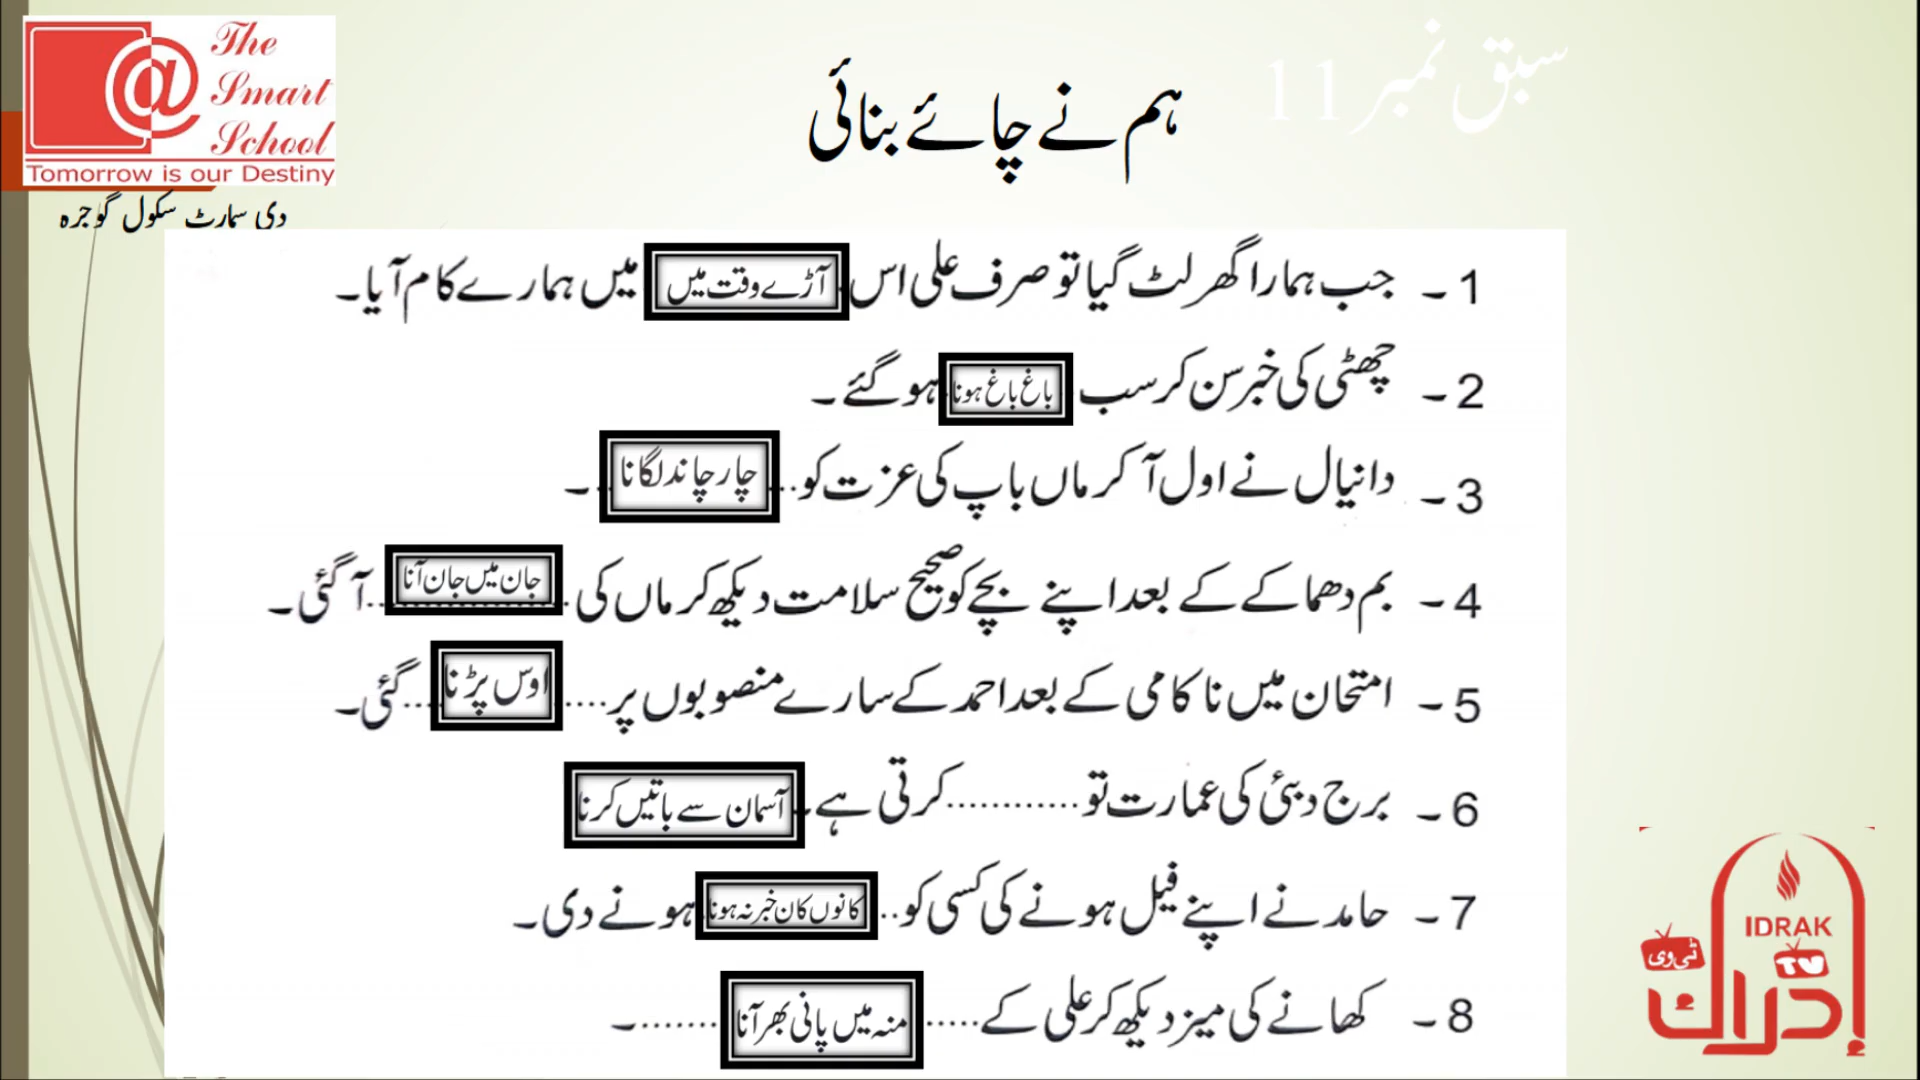 The
Smart
School
Tomorrow is our Destiny
دی سمارٹ سکول گوجرہ
سبق نمبر 11
ہم نے چائے بنائی
1 ۔ جب ہمارا گھر لٹ گیا تو صرف علی اس آڑے وقت میں میں ہمارے کام آیا۔
2 ۔ چھٹی کی خبر سن کر سب باغ باغ ہونا ہو گئے ۔
3 ۔ دانیال نے اول آ کر ماں باپ کی عزت کو... چار چاند لگانا ۔
4 ۔ بم دھماکے کے بعد اپنے بچے کو صحیح سلامت دیکھ کر ماں کی جان میں جان آنا آ گئی ۔
5 ۔ امتحان میں ناکامی کے بعد احمد کے سارے منصوبوں پر..... اوس پڑنا ... گئی۔
6 ۔ برج دبئی کی عمارت تو ............ کرتی ہے۔ آسمان سے باتیں کرنا
7 ۔ حامد نے اپنے فیل ہونے کی کسی کو.. کانوں کان خبر نہ ہونا ہونے دی ۔
8 ۔ کھانے کی میز دیکھ کر علی کے ..... منہ میں پانی بھر آنا ....... ۔
IDRAK
ٹی وی
TV
إدراك